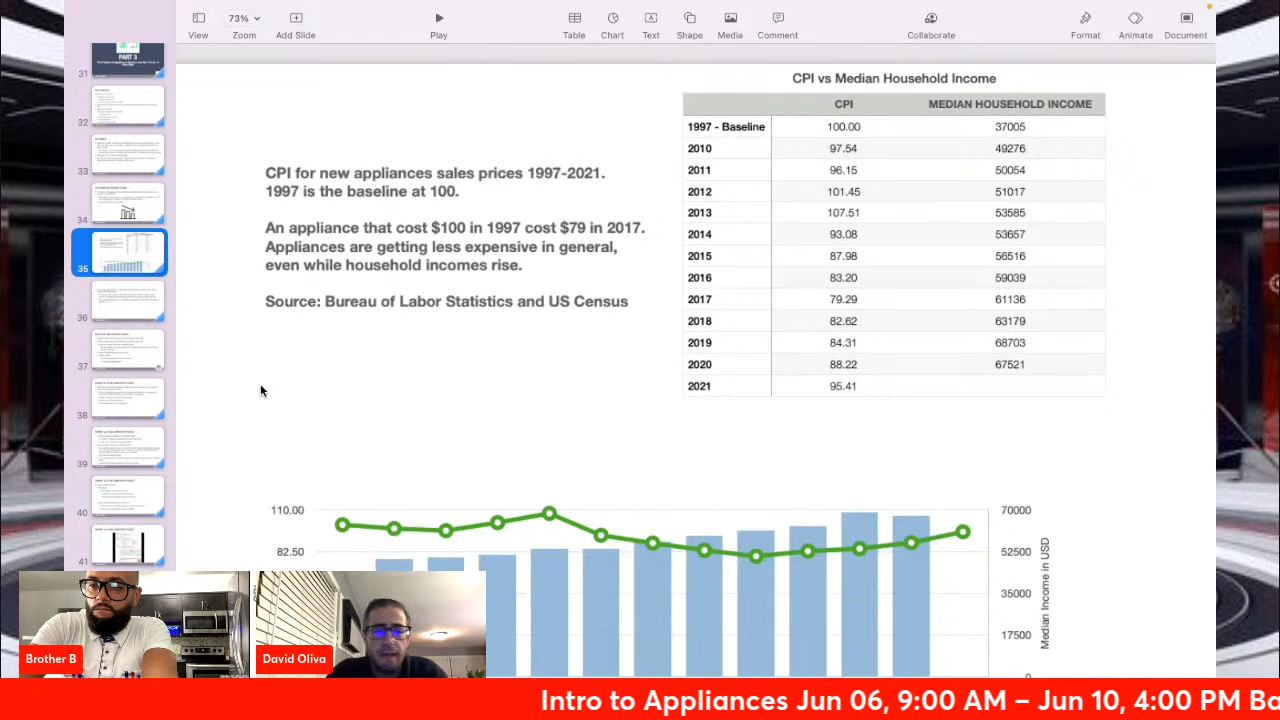 73%
View
Zoom
Add Slide
Play
Table
Chart
Text
Shape
Media
Comment
Collaborate
Format
Animate
Document
PART 3
31
32
33
34
35
36
37
38
39
40
41
CPI for new appliances sales prices 1997-2021.
1997 is the baseline at 100.
An appliance that cost $100 in 1997 cost $79 in 2017.
Appliances are getting less expensive in general,
even while household incomes rise.
Source: Bureau of Labor Statistics and US Census
CPI vs Median Household Income
CPI MEDIAN HOUSEHOLD INCOME
1997 - Baseline 100.00 37005
2010 97.54 49276
2011 96.15 50054
2012 101.45 51017
2013 107.51 53585
2014 93.08 53657
2015 87.98 56516
2016 83.20 59039
2017 79.29 61136
2018 82.62 63179
2019 84.31 68703
2020 88.22 67521
2021 95.41
110.00
82.50
70000
52500
35000
17500
0
Median Income in USD
Brother B
David Oliva
Intro to Appliances Jun 06, 9:00 AM – Jun 10, 4:00 PM Bo